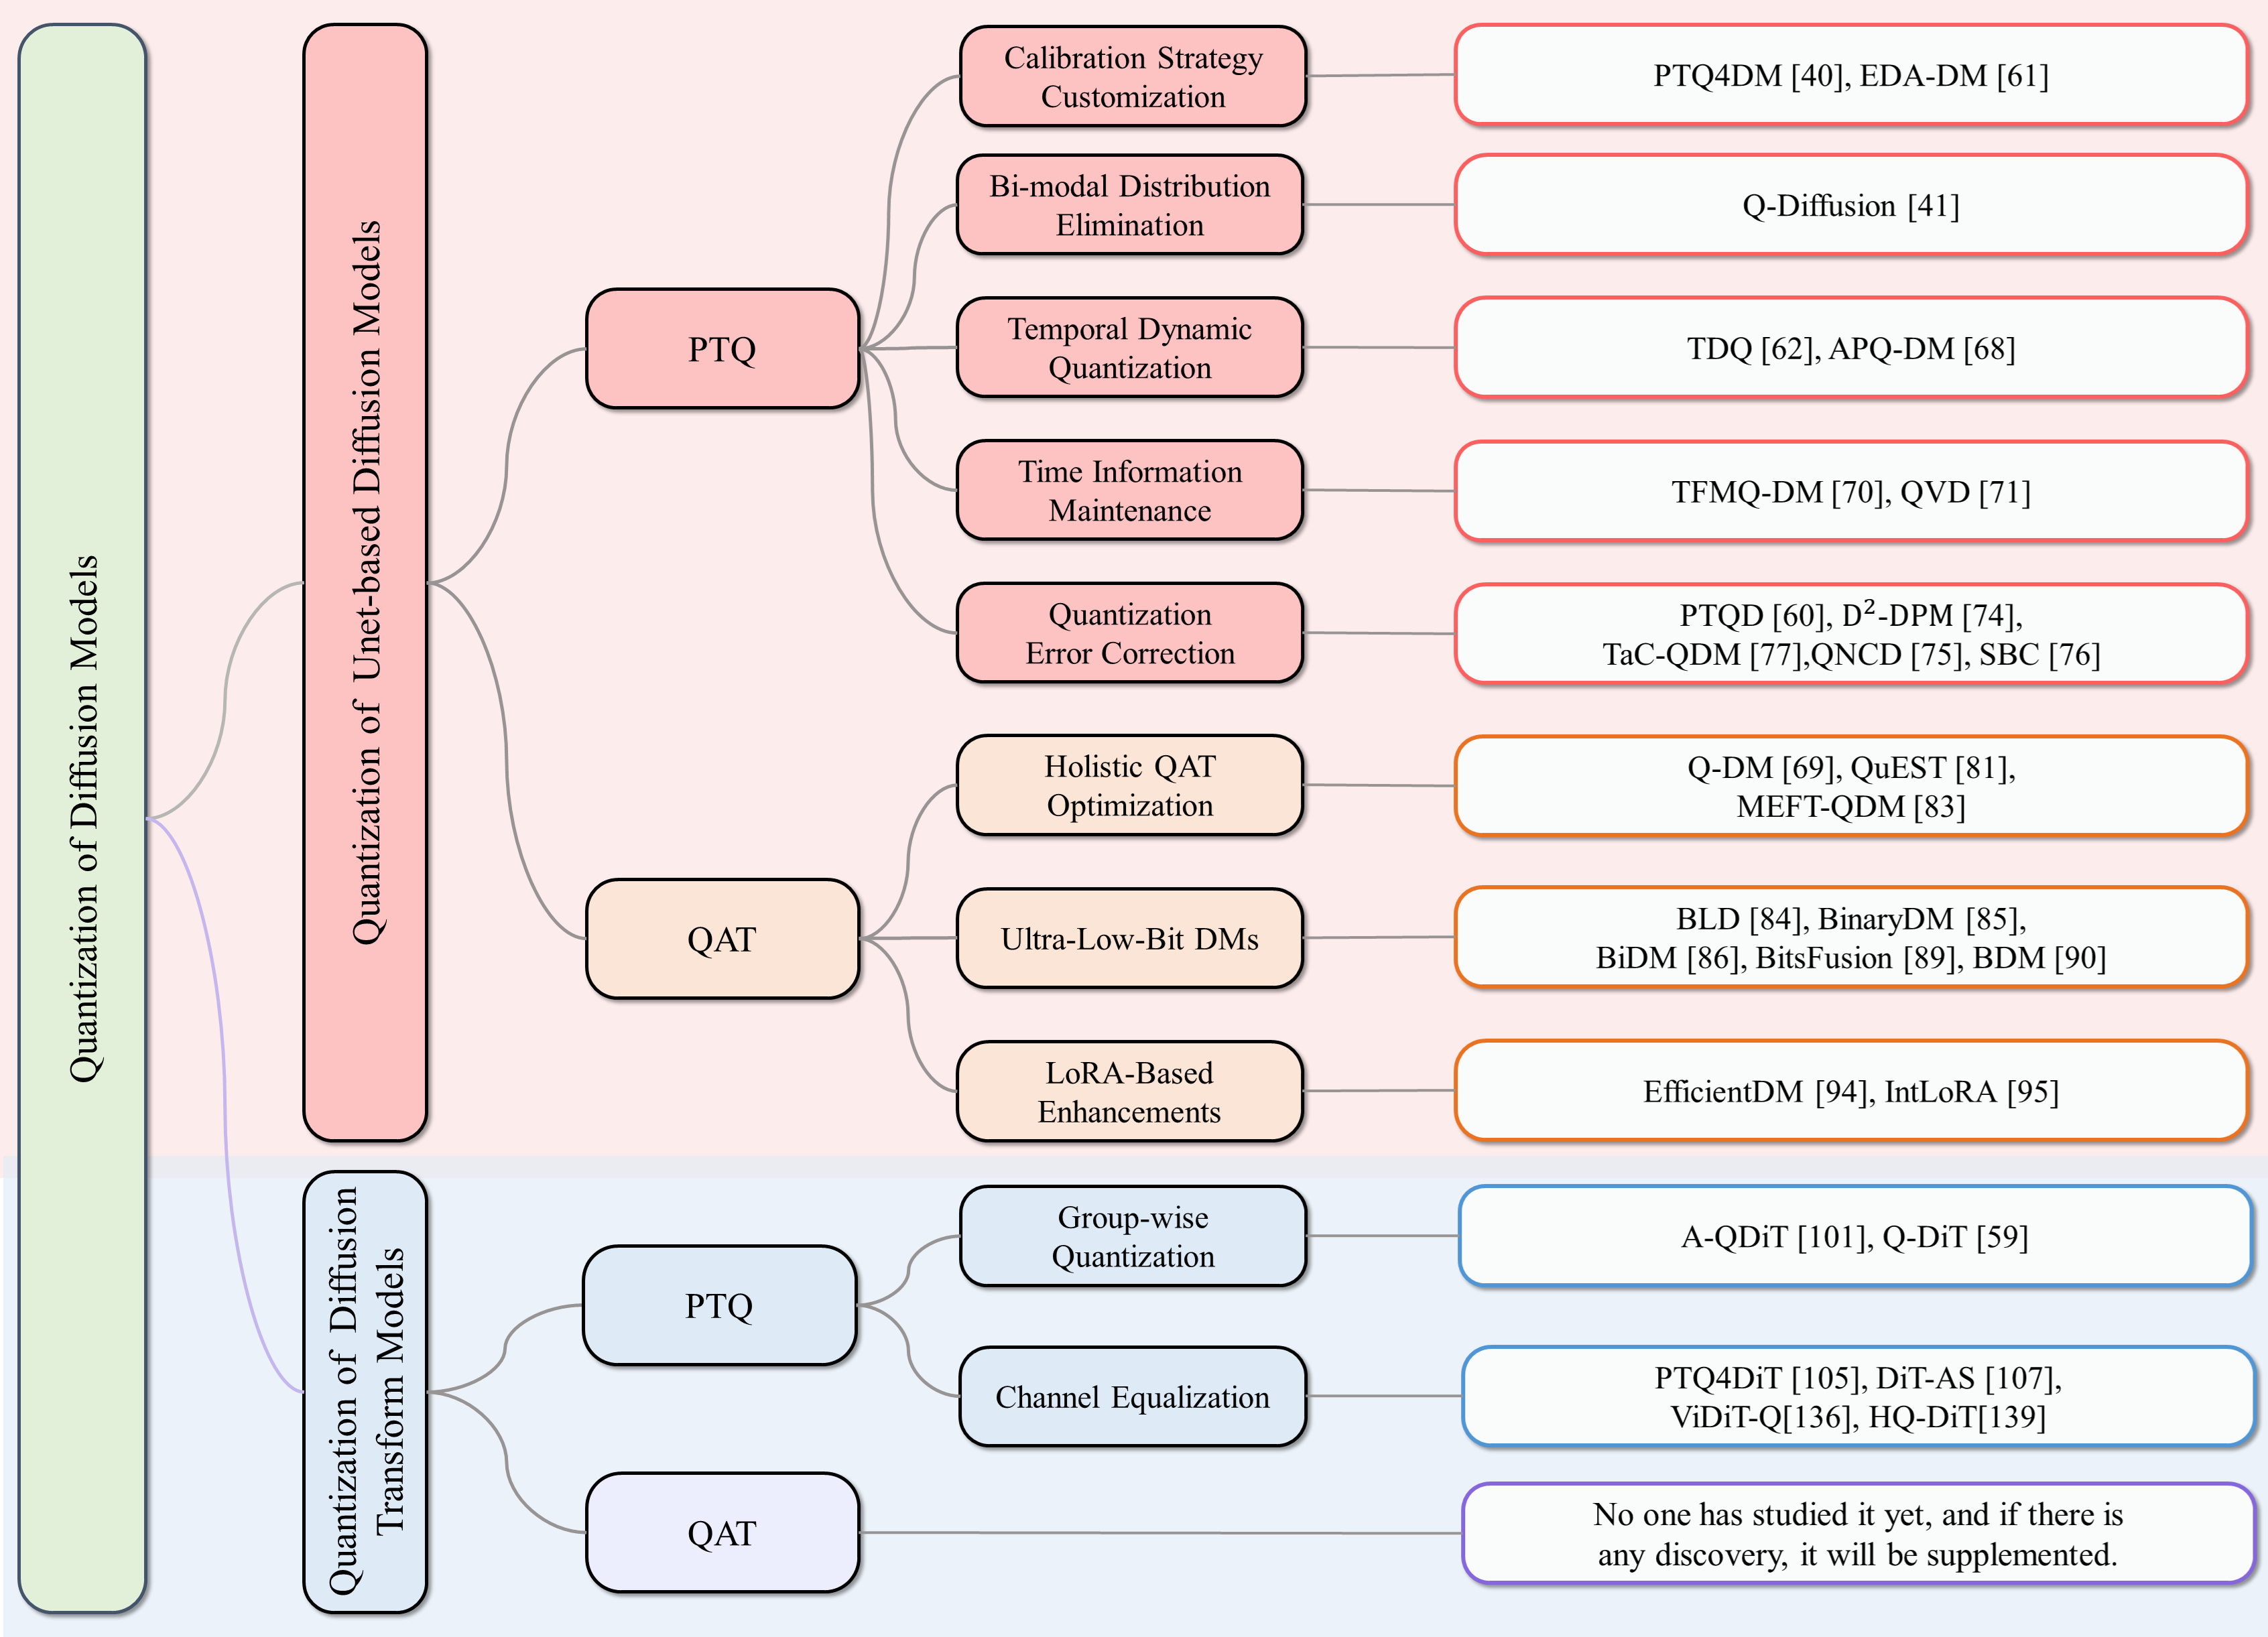 Quantization of Diffusion Models
Quantization of Unet-based Diffusion Models
PTQ
Calibration Strategy
Customization
PTQ4DM [40], EDA-DM [61]
Bi-modal Distribution
Elimination
Q-Diffusion [41]
Temporal Dynamic
Quantization
TDQ [62], APQ-DM [68]
Time Information
Maintenance
TFMQ-DM [70], QVD [71]
Quantization
Error Correction
PTQD [60], D²-DPM [74],
TaC-QDM [77],QNCD [75], SBC [76]
QAT
Holistic QAT
Optimization
Q-DM [69], QuEST [81],
MEFT-QDM [83]
Ultra-Low-Bit DMs
BLD [84], BinaryDM [85],
BiDM [86], BitsFusion [89], BDM [90]
LoRA-Based
Enhancements
EfficientDM [94], IntLoRA [95]
Quantization of Diffusion
Transform Models
PTQ
Group-wise
Quantization
A-QDiT [101], Q-DiT [59]
Channel Equalization
PTQ4DiT [105], DiT-AS [107],
ViDiT-Q[136], HQ-DiT[139]
QAT
No one has studied it yet, and if there is
any discovery, it will be supplemented.